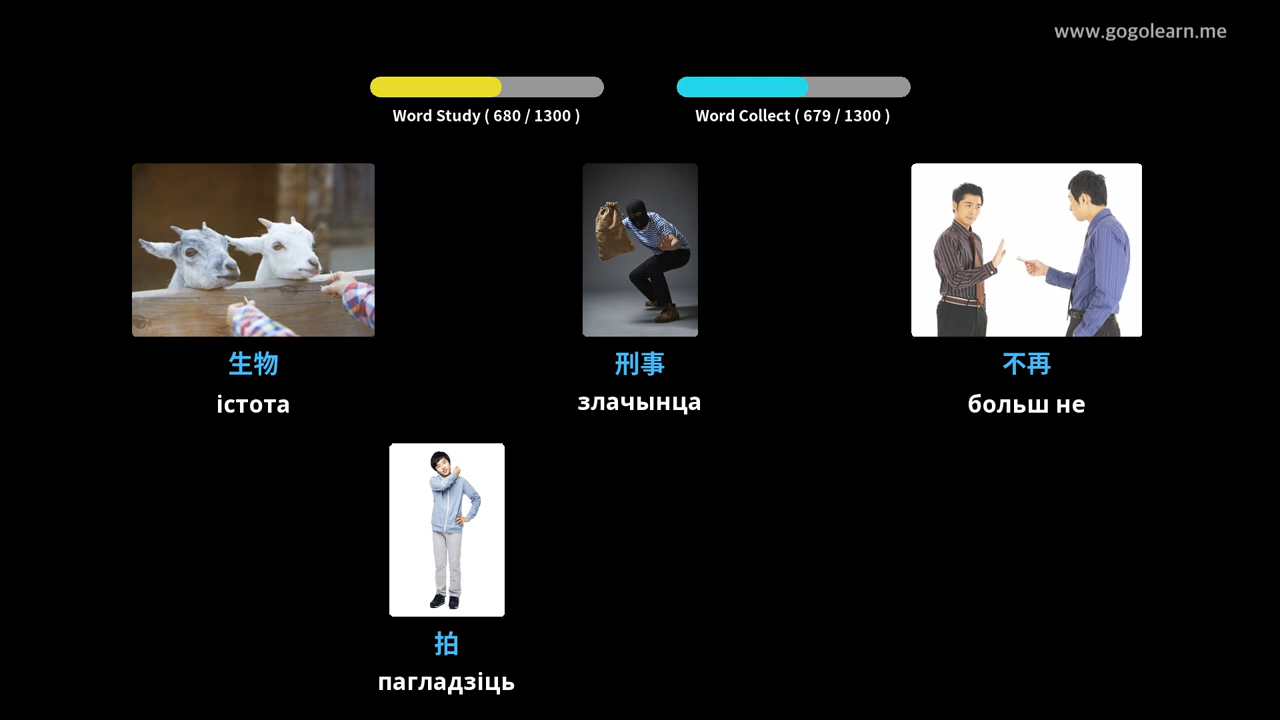 www.gogolearn.me
Word Study ( 680 / 1300 )
Word Collect ( 679 / 1300 )
生物
刑事
不再
істота
злачынца
больш не
拍
пагладзіць